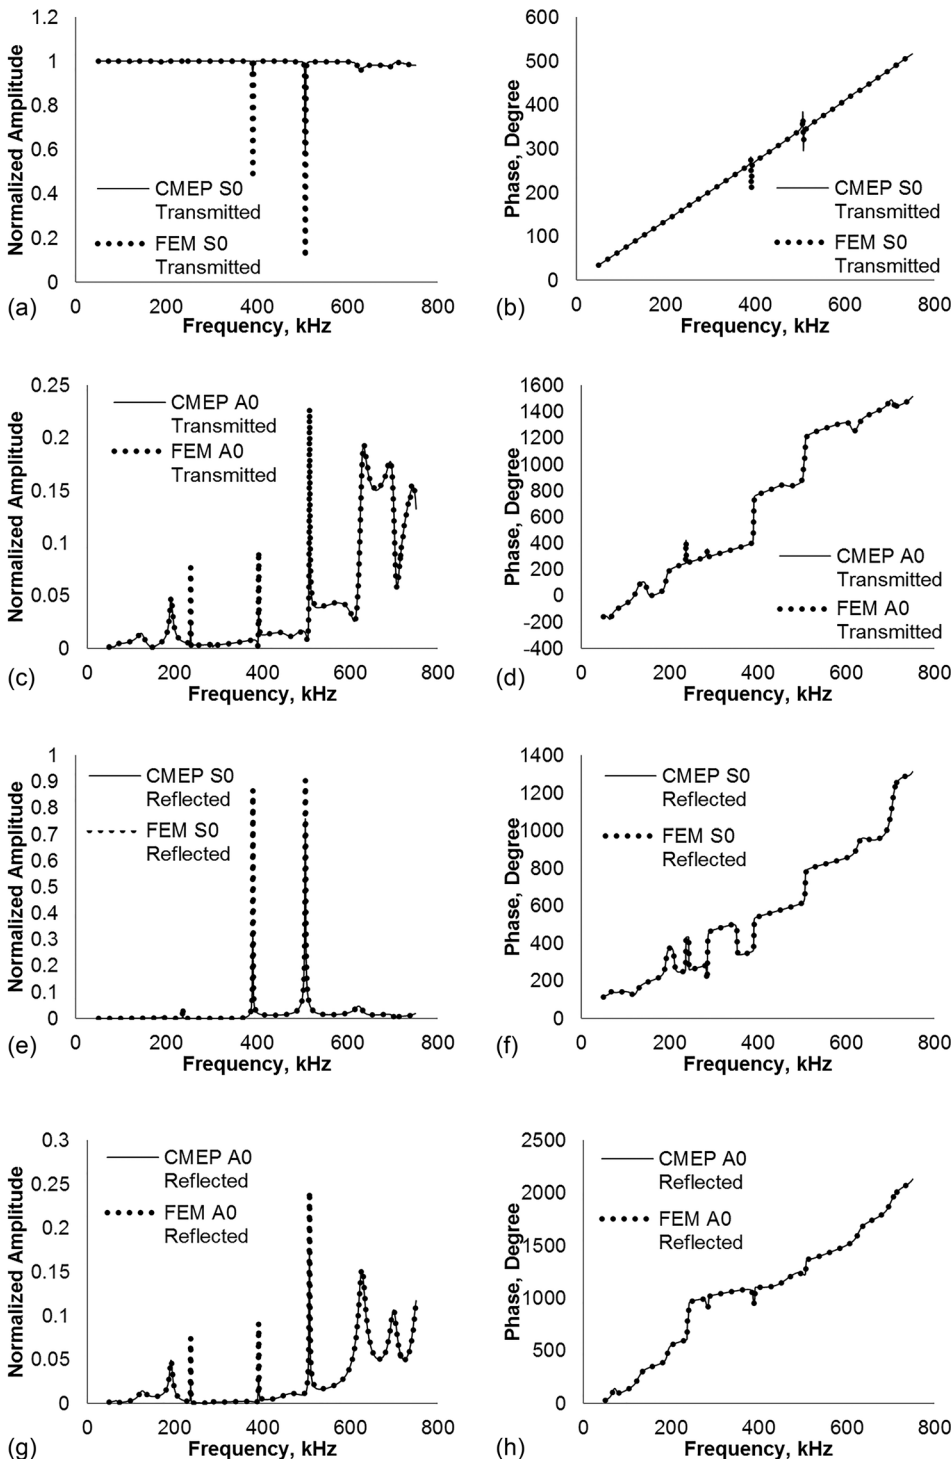 1.2
1
0.8
0.6
0.4
0.2
0
0
200
400
600
800
Normalized Amplitude
Frequency, kHz
CMEP S0
Transmitted
FEM S0
Transmitted
(a)
600
500
400
300
200
100
0
0
200
400
600
800
Phase, Degree
Frequency, kHz
CMEP S0
Transmitted
FEM S0
Transmitted
(b)
0.25
0.2
0.15
0.1
0.05
0
0
200
400
600
800
Normalized Amplitude
Frequency, kHz
CMEP A0
Transmitted
FEM A0
Transmitted
(c)
1600
1400
1200
1000
800
600
400
200
0
-200
-400
0
200
400
600
800
Phase, Degree
Frequency, kHz
CMEP A0
Transmitted
FEM A0
Transmitted
(d)
1
0.9
0.8
0.7
0.6
0.5
0.4
0.3
0.2
0.1
0
0
200
400
600
800
Normalized Amplitude
Frequency, kHz
CMEP S0
Reflected
FEM S0
Reflected
(e)
1400
1200
1000
800
600
400
200
0
0
200
400
600
800
Phase, Degree
Frequency, kHz
CMEP S0
Reflected
FEM S0
Reflected
(f)
0.3
0.25
0.2
0.15
0.1
0.05
0
0
200
400
600
800
Normalized Amplitude
Frequency, kHz
CMEP A0
Reflected
FEM A0
Reflected
(g)
2500
2000
1500
1000
500
0
0
200
400
600
800
Phase, Degree
Frequency, kHz
CMEP A0
Reflected
FEM A0
Reflected
(h)